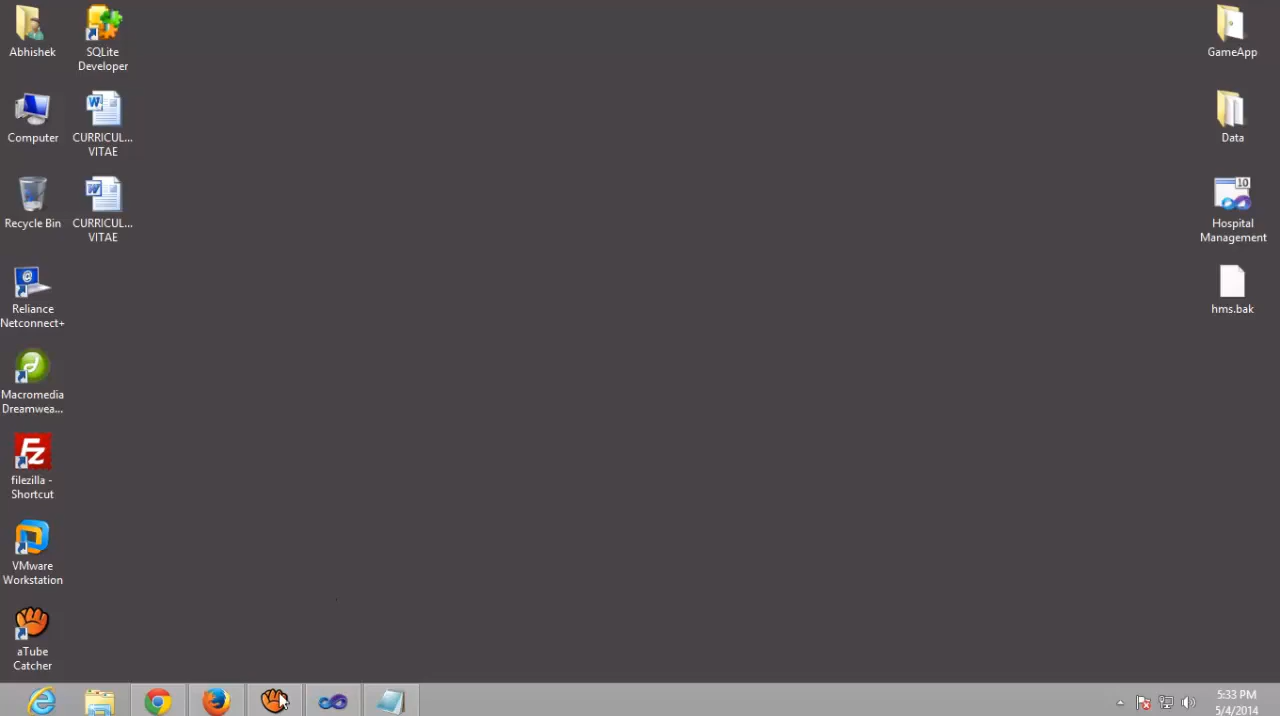 Abhishek
SQLite
Developer
Computer
CURRICUL...
VITAE
Recycle Bin
CURRICUL...
VITAE
Reliance
Netconnect+
Macromedia
Dreamwea...
filezilla -
Shortcut
VMware
Workstation
aTube
Catcher
GameApp
Data
10
Hospital
Management
hms.bak
5:33 PM
5/4/2014